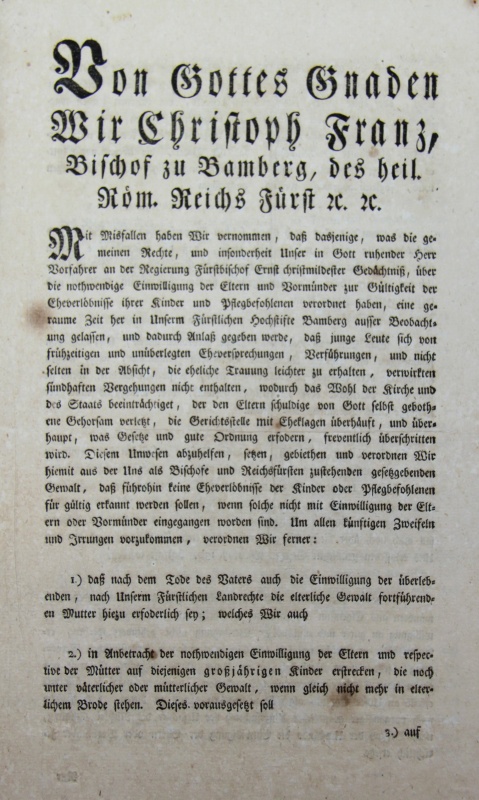 Von Gottes Gnaden
Wir Christoph Franz,
Bischof zu Bamberg, des heil.
Röm. Reichs Fürst ꝛc. ꝛc.
Mit Misfallen haben Wir vernommen, daß dasjenige, was die ge-
meinen Rechte, und insonderheit Unser in Gott ruhender Herr
Vorfahrer an der Regierung Fürstbischof Ernst christmildester Gedächtniß, über
die nothwendige Einwilligung der Eltern und Vormünder zur Gültigkeit der
Eheverlöbnisse ihrer Kinder und Pflegbefohlenen verordnet haben, eine ge-
raume Zeit her in Unserm Fürstlichen Hochstifte Bamberg ausser Beobacht-
ung gelassen, und dadurch Anlaß gegeben werde, daß junge Leute sich von
frühzeitigen und unüberlegten Eheversprechungen, Verführungen, und nicht
selten in der Absicht, die eheliche Trauung leichter zu erhalten, verwirkten
sündhaften Vergehungen nicht enthalten, wodurch das Wohl der Kirche und
des Staats beeinträchtiget, der den Eltern schuldige von Gott selbst geboth-
ene Gehorsam verletzt, die Gerichtsstelle mit Eheklagen überhäuft, und über-
haupt, was Gesetze und gute Ordnung erfodern, freventlich überschritten
wird. Diesem Unwesen abzuhelfen, setzen, gebiethen und verordnen Wir
hiemit aus der Uns als Bischofe und Reichsfürsten zustehenden gesetzgebenden
Gewalt, daß führohin keine Eheverlöbnisse der Kinder oder Pflegbefohlenen
für gültig erkannt werden sollen, wenn solche nicht mit Einwilligung der Elt-
ern oder Vormünder eingegangen worden sind. Um allen künftigen Zweifeln
und Irrungen vorzukommen, verordnen Wir ferner:
1.) daß nach dem Tode des Vaters auch die Einwilligung der überleb-
enden, nach Unserm Fürstlichen Landrechte die elterliche Gewalt fortführend-
en Mutter hiezu erfoderlich sey; welches Wir auch
2.) in Anbetracht der nothwendigen Einwilligung der Eltern und respec-
tive der Mütter auf diejenigen großjährigen Kinder erstrecken, die noch
unter väterlicher oder mütterlicher Gewalt, wenn gleich nicht mehr in elter-
lichem Brode stehen. Dieses vorausgesetzt soll
3.) auf